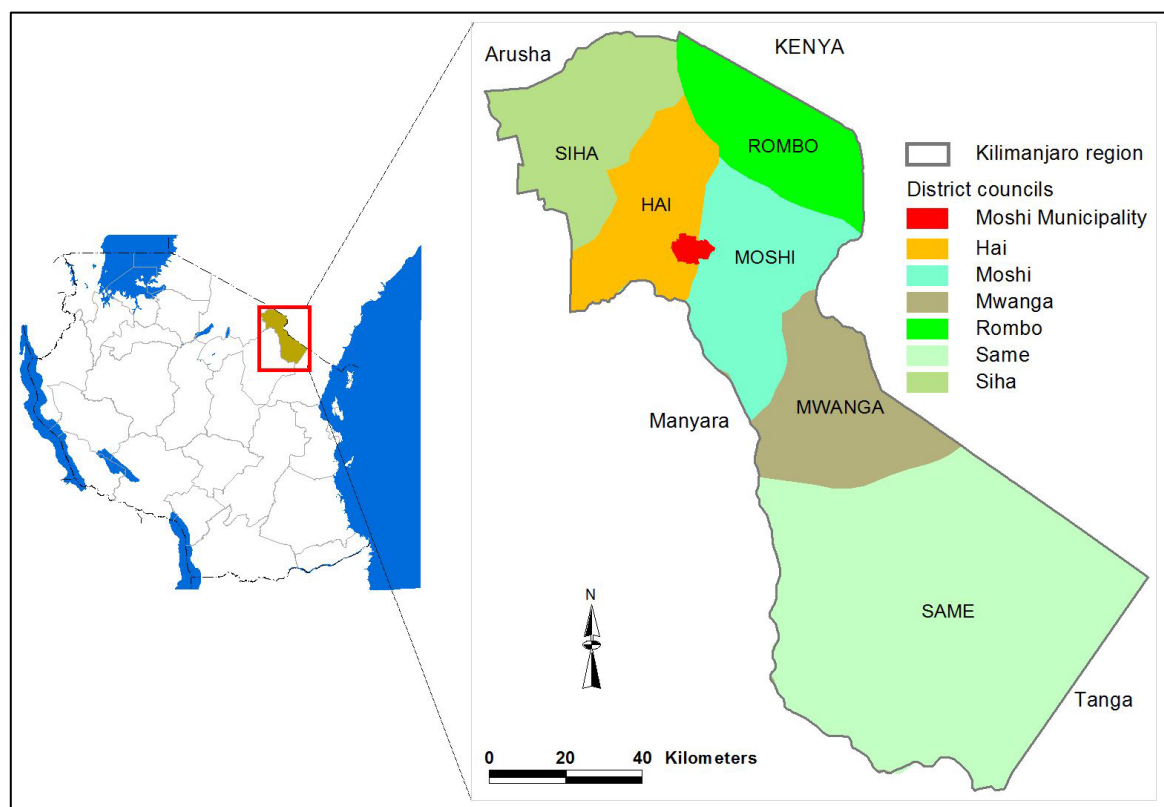 Arusha
KENYA
SIHA
ROMBO
HAI
MOSHI
Manyara
MWANGA
SAME
Tanga
Kilimanjaro region
District councils
Moshi Municipality
Hai
Moshi
Mwanga
Rombo
Same
Siha
N
0 20 40 Kilometers